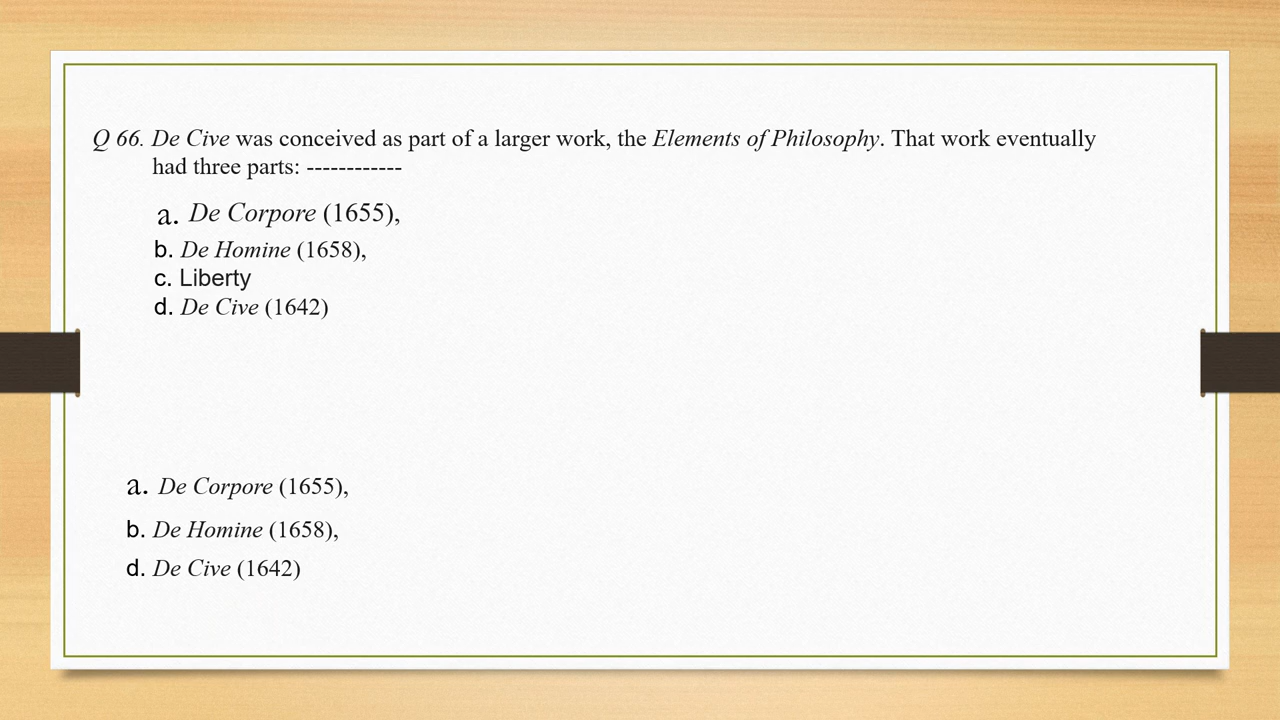 Q 66. De Cive was conceived as part of a larger work, the Elements of Philosophy. That work eventually
had three parts: ------------
a. De Corpore (1655),
b. De Homine (1658),
c. Liberty
d. De Cive (1642)
a. De Corpore (1655),
b. De Homine (1658),
d. De Cive (1642)